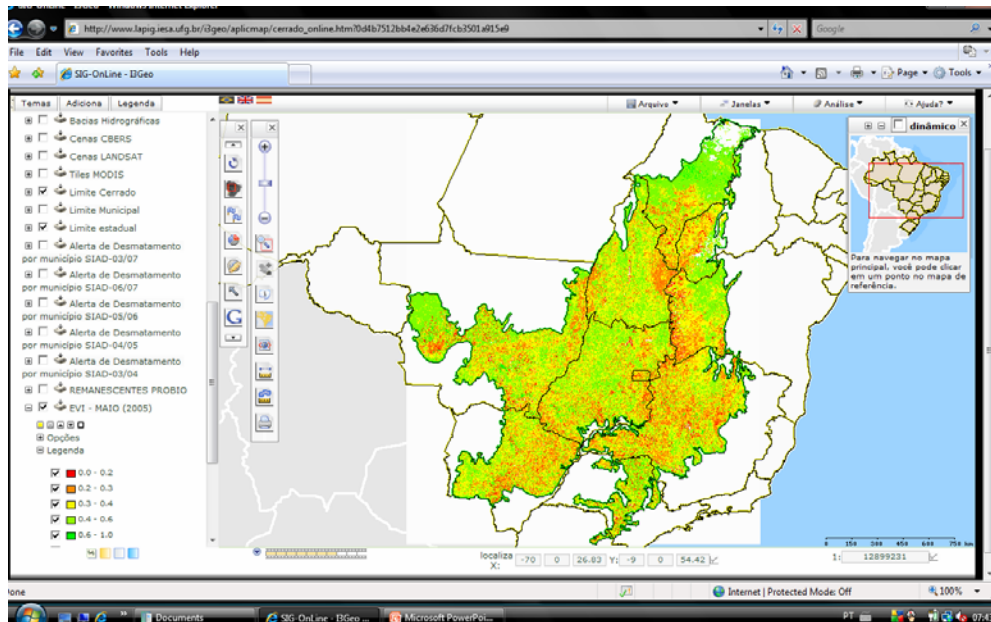 SIG-OnLine - I3Geo - Windows Internet Explorer
http://www.lapig.iesa.ufg.br/i3geo/aplicmap/cerrado_online.htm?0d4b7512bb4e2e636d7fcb3501a915e9
Google
File Edit View Favorites Tools Help
SIG-OnLine - I3Geo
Page Tools
Temas Adiciona Legenda
Arquivo Janelas Análise Ajuda?
Bacias Hidrográficas
Cenas CBERS
Cenas LANDSAT
Tiles MODIS
Limite Cerrado
Limite Municipal
Limite estadual
Alerta de Desmatamento
por município SIAD-03/07
Alerta de Desmatamento
por município SIAD-06/07
Alerta de Desmatamento
por município SIAD-05/06
Alerta de Desmatamento
por município SIAD-04/05
Alerta de Desmatamento
por município SIAD-03/04
REMANESCENTES PROBIO
EVI - MAIO (2005)
Opções
Legenda
0.0 - 0.2
0.2 - 0.3
0.3 - 0.4
0.4 - 0.6
0.6 - 1.0
G
dinâmico
Para navegar no mapa
principal, você pode clicar
em um ponto no mapa de
referência.
0 150 300 450 600 750 km
localiza
X: -70 0 26.83 Y: -9 0 54.42
1: 12899231
Done
Internet | Protected Mode: Off
100%
Documents
SIG-OnLine - I3Geo ...
Microsoft PowerPoi...
PT